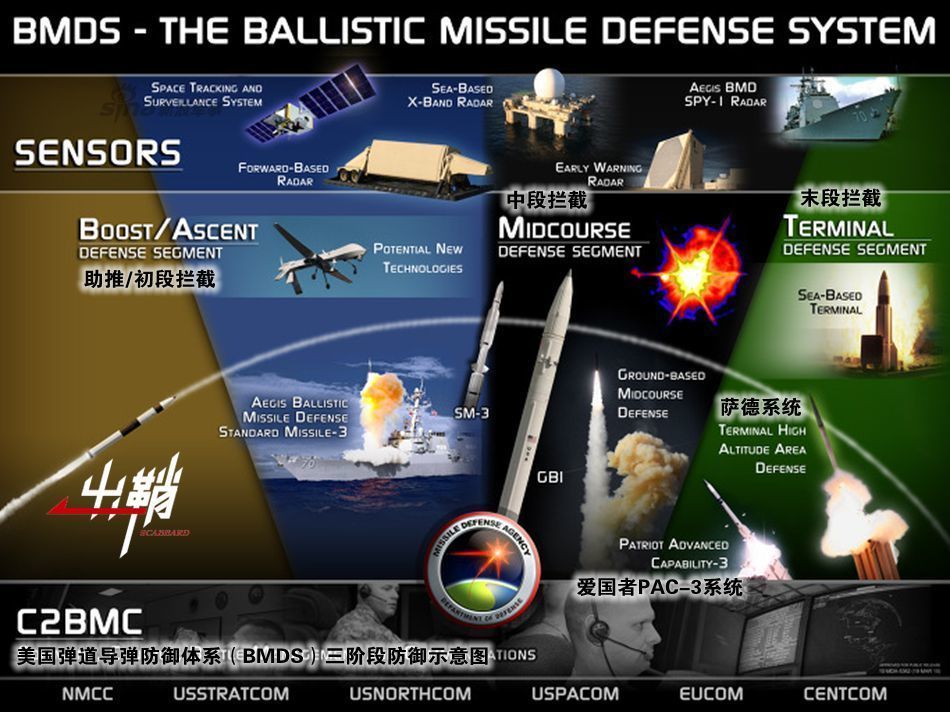 BMDS - THE BALLISTIC MISSILE DEFENSE SYSTEM
SPACE TRACKING AND
SURVEILLANCE SYSTEM
SEA-BASED
X-BAND RADAR
AEGIS BMD
SPY-1 RADAR
70
SENSORS
FORWARD-BASED
RADAR
EARLY WARNING
RADAR
中段拦截
末段拦截
BOOST/ASCENT
DEFENSE SEGMENT
助推/初段拦截
POTENTIAL NEW
TECHNOLOGIES
MIDCOURSE
DEFENSE SEGMENT
TERMINAL
DEFENSE SEGMENT
SEA-BASED
TERMINAL
AEGIS BALLISTIC
MISSILE DEFENSE
STANDARD MISSILE-3
70
SM-3
GROUND-BASED
MIDCOURSE
DEFENSE
GBI
USA
萨德系统
TERMINAL HIGH
ALTITUDE AREA
DEFENSE
出鞘
SCABBARD
PATRIOT ADVANCED
CAPABILITY-3
爱国者PAC-3系统
MISSILE DEFENSE AGENCY
DEPARTMENT OF DEFENSE
C2BMC
美国弹道导弹防御体系（BMDS）三阶段防御示意图
NMCC
USSTRATCOM
USNORTHCOM
USPACOM
EUCOM
CENTCOM